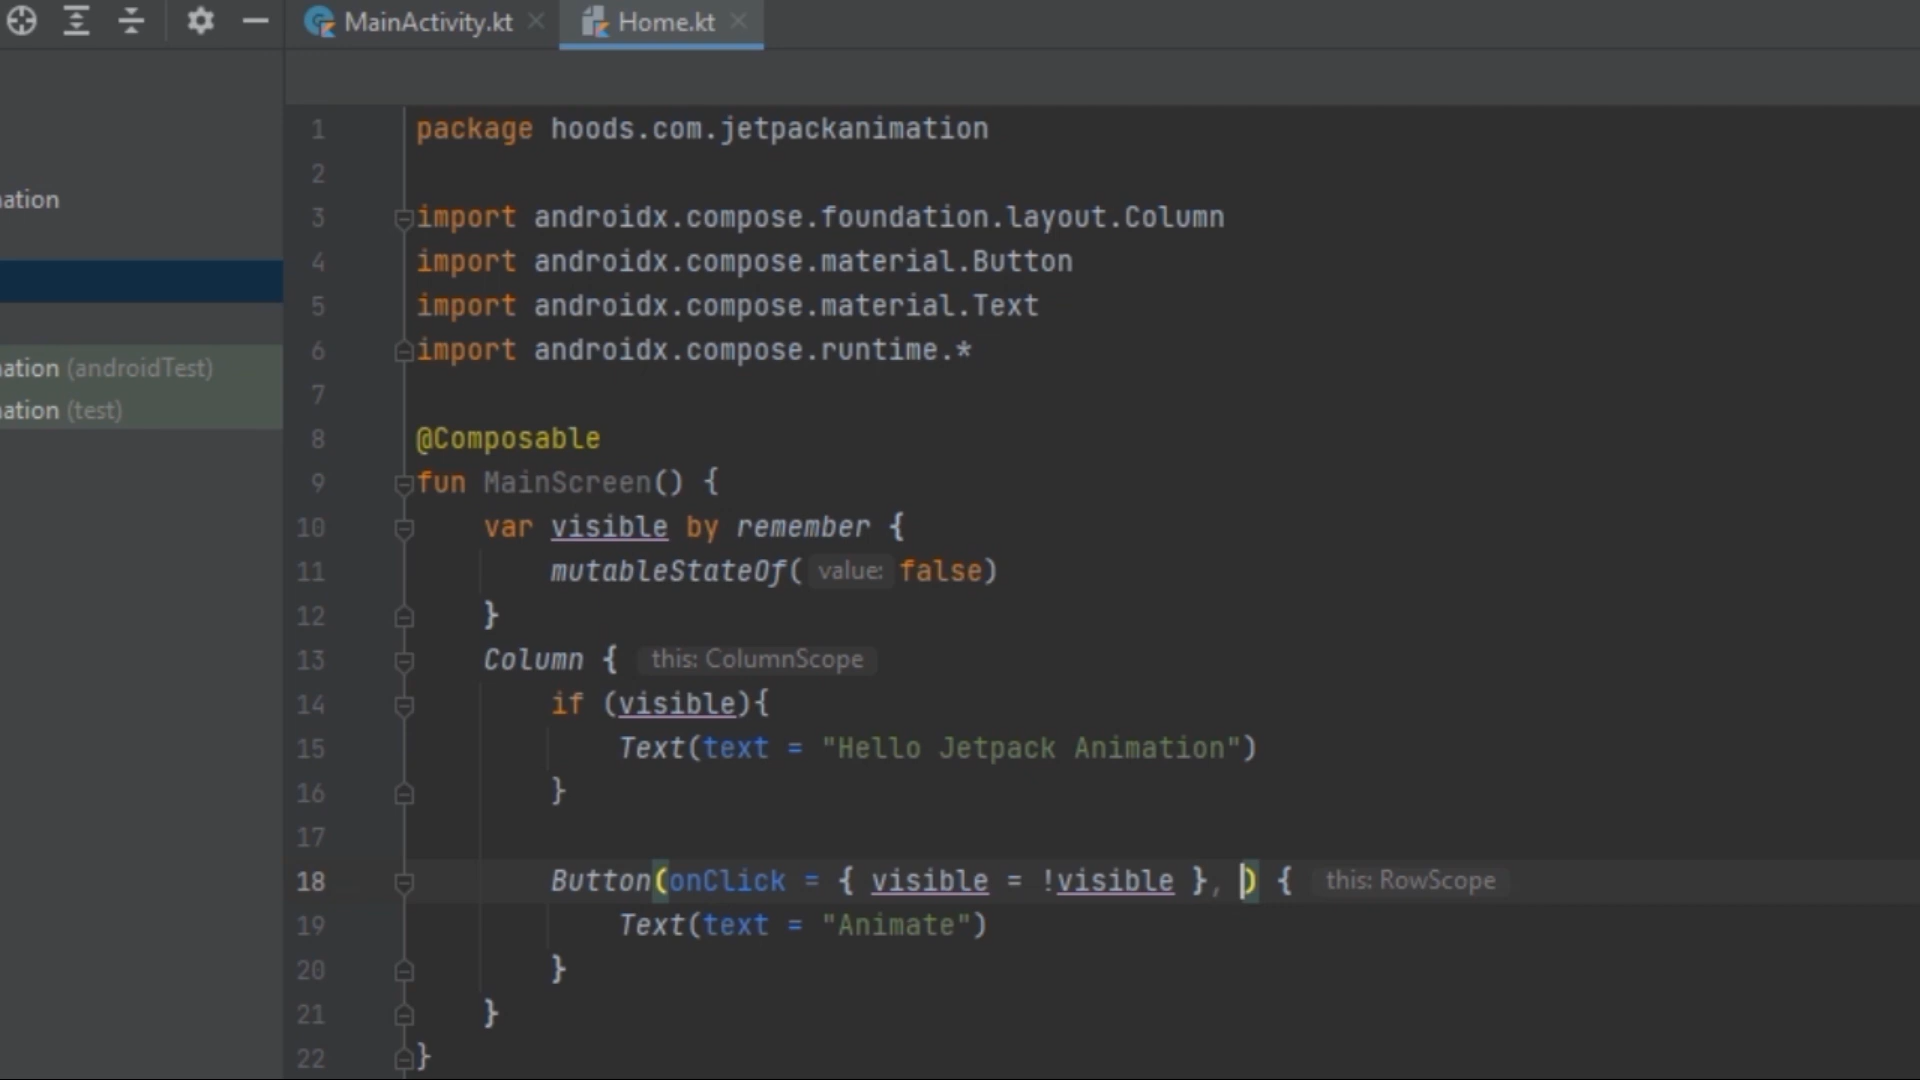 MainActivity.kt Home.kt
1 package hoods.com.jetpackanimation
2
ation
3 import androidx.compose.foundation.layout.Column
4 import androidx.compose.material.Button
5 import androidx.compose.material.Text
6 import androidx.compose.runtime.*
ation (androidTest)
7
ation (test)
8 @Composable
9 fun MainScreen() {
10 var visible by remember {
11 mutableStateOf( value: false)
12 }
13 Column { this: ColumnScope
14 if (visible){
15 Text(text = "Hello Jetpack Animation")
16 }
17
18 Button(onClick = { visible = !visible }, ) { this: RowScope
19 Text(text = "Animate")
20 }
21 }
22 }